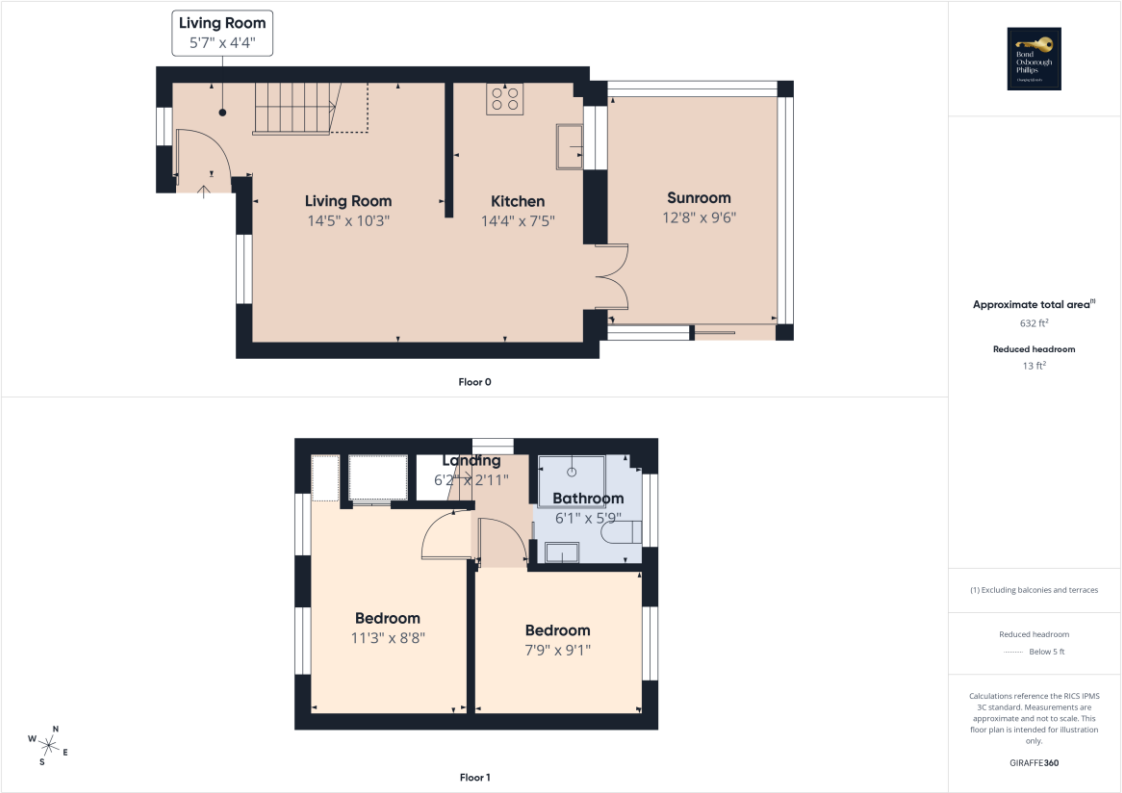 Living Room
5'7" x 4'4"
Living Room
14'5" x 10'3"
Kitchen
14'4" x 7'5"
Sunroom
12'8" x 9'6"
Floor 0
Landing
6'2" x 2'11"
Bathroom
6'1" x 5'9"
Bedroom
11'3" x 8'8"
Bedroom
7'9" x 9'1"
N
W
E
S
Floor 1
Bond
Oxborough
Phillips
Approximate total area(1)
632 ft²
Reduced headroom
13 ft²
(1) Excluding balconies and terraces
Reduced headroom
Below 5 ft
Calculations reference the RICS IPMS
3C standard. Measurements are
approximate and not to scale. This
floor plan is intended for illustration
only.
GIRAFFE360